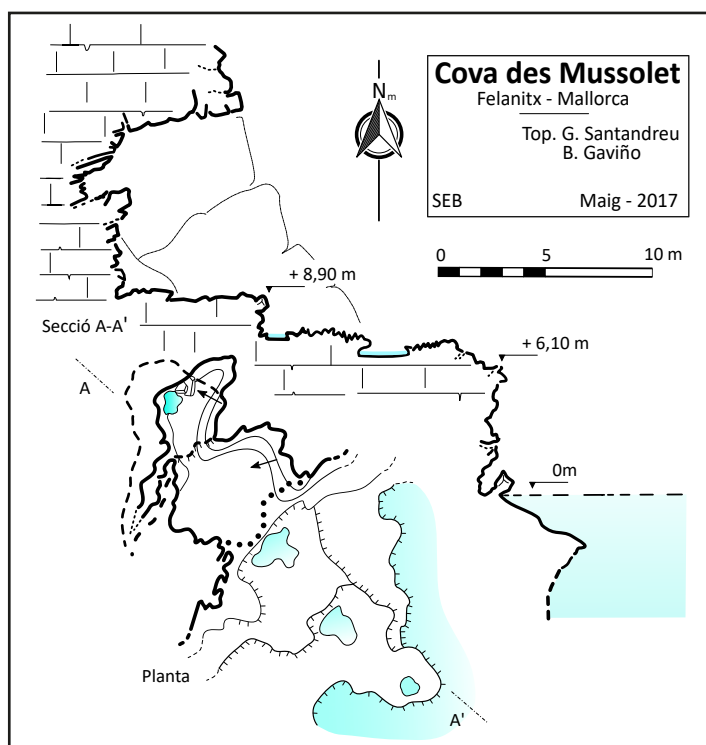 Cova des Mussolet
Felanitx - Mallorca
Top. G. Santandreu
B. Gaviño
SEB Maig - 2017
N m
0 5 10 m
+ 8,90 m
Secció A-A'
+ 6,10 m
A
0m
Planta
A'